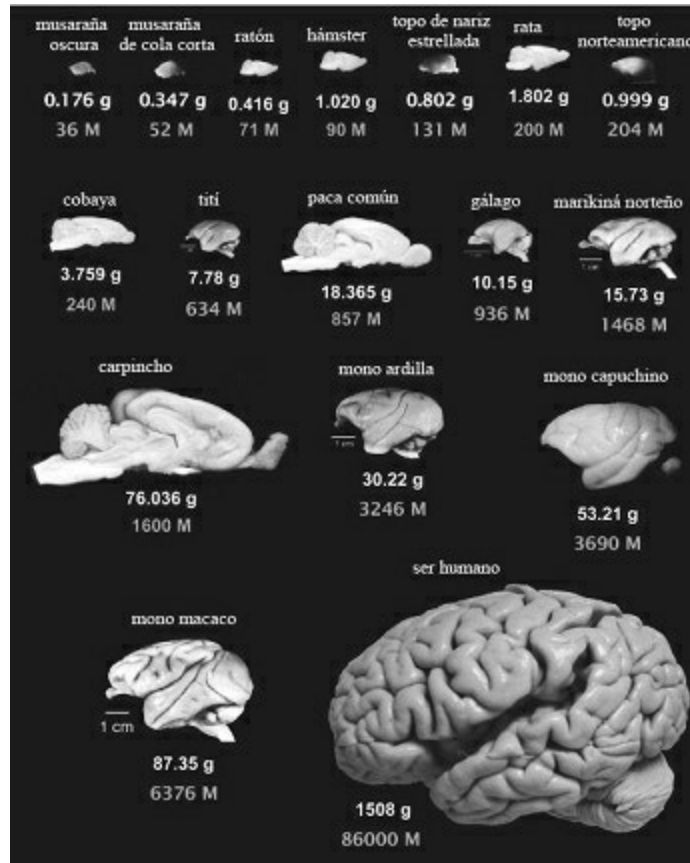 musaraña oscura
0.176 g
36 M
musaraña de cola corta
0.347 g
52 M
ratón
0.416 g
71 M
hámster
1.020 g
90 M
topo de nariz estrellada
0.802 g
131 M
rata
1.802 g
200 M
topo norteamericano
0.999 g
204 M
cobaya
3.759 g
240 M
tití
7.78 g
634 M
paca común
18.365 g
857 M
gálago
10.15 g
936 M
marikiná norteño
1 cm
15.73 g
1468 M
carpincho
76.036 g
1600 M
mono ardilla
1 cm
30.22 g
3246 M
mono capuchino
53.21 g
3690 M
mono macaco
1 cm
87.35 g
6376 M
ser humano
1508 g
86000 M